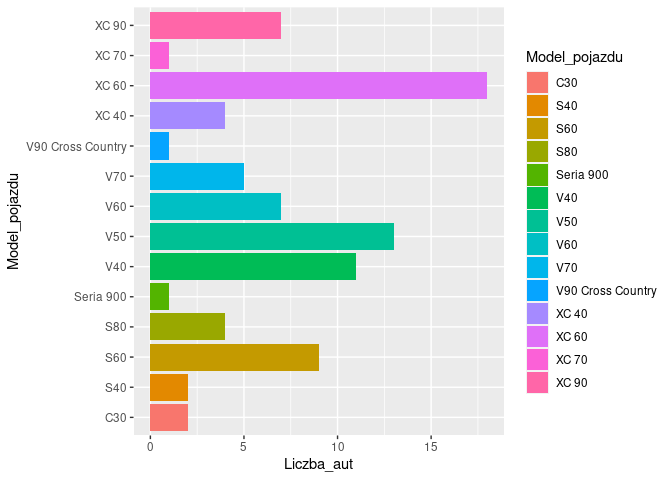 Model_pojazdu
XC 90
XC 70
XC 60
XC 40
V90 Cross Country
V70
V60
V50
V40
Seria 900
S80
S60
S40
C30
0
5
10
15
Liczba_aut
Model_pojazdu
C30
S40
S60
S80
Seria 900
V40
V50
V60
V70
V90 Cross Country
XC 40
XC 60
XC 70
XC 90